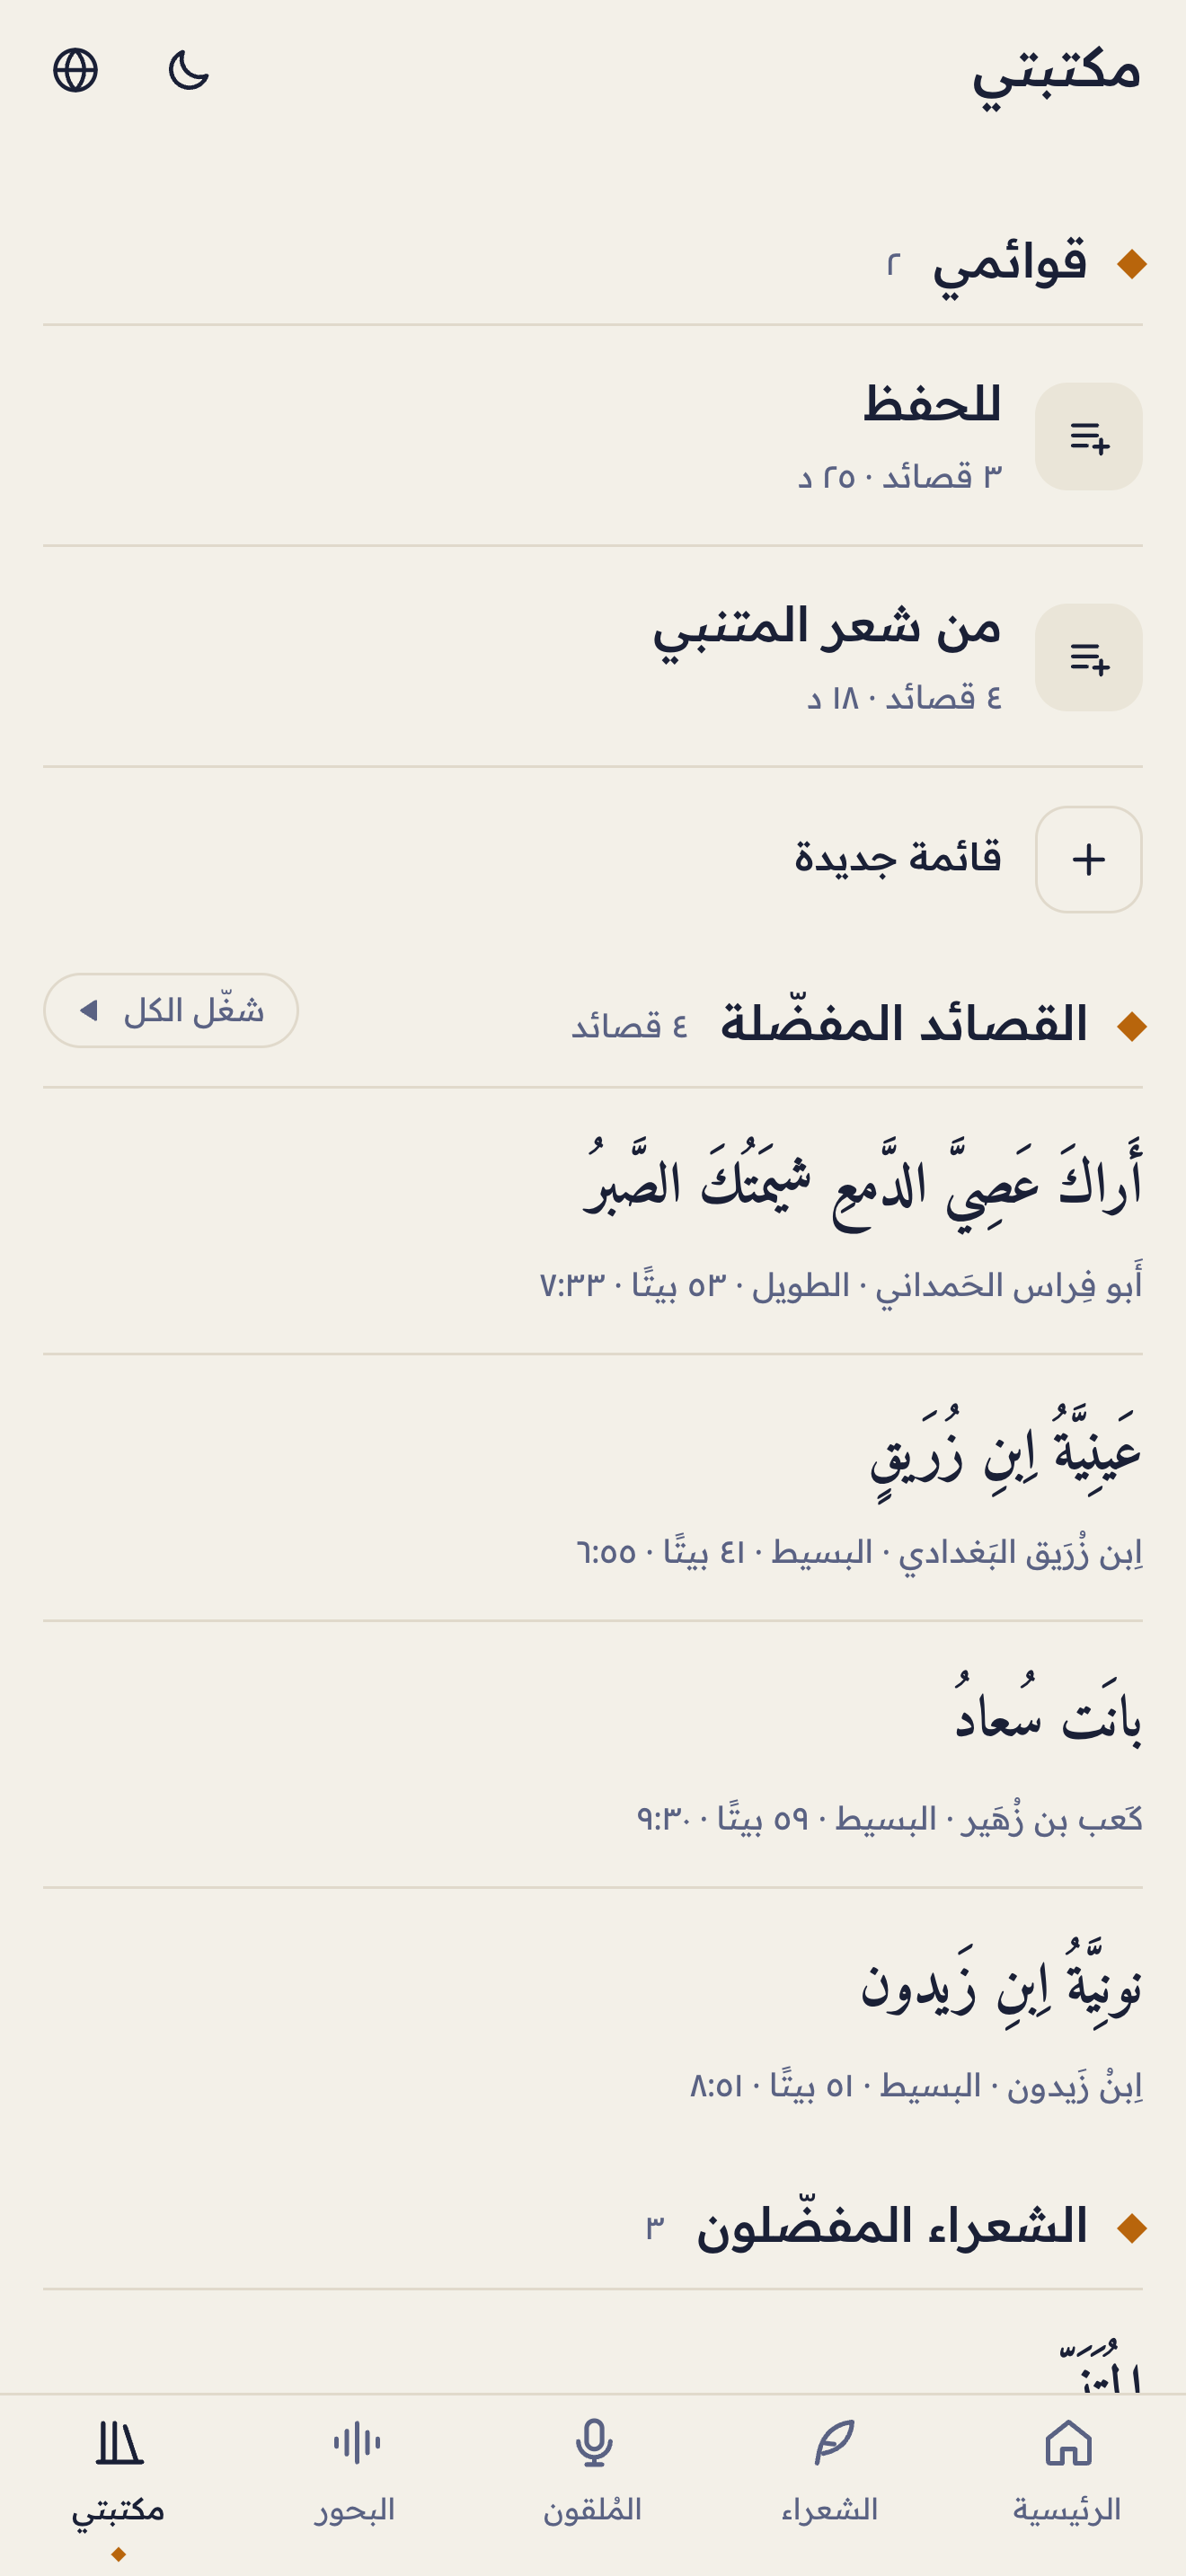 مكتبتي
قوائمي ٢
للحفظ
٣ قصائد · ٢٥ د
من شعر المتنبي
٤ قصائد · ١٨ د
قائمة جديدة
القصائد المفضّلة ٤ قصائد
شغّل الكل
أَراكَ عَصِيَّ الدَّمعِ شيمَتُكَ الصَّبرُ
أَبو فِراس الحَمداني · الطويل · ٥٣ بيتًا · ٧:٣٣
عَينِيَّةُ اِبنِ زُرَيقٍ
اِبن زُرَيق البَغدادي · البسيط · ٤١ بيتًا · ٦:٥٥
بانَت سُعادُ
كَعب بن زُهَير · البسيط · ٥٩ بيتًا · ٩:٣٠
نونِيَّةُ اِبنِ زَيدون
اِبنُ زَيدون · البسيط · ٥١ بيتًا · ٨:٥١
الشعراء المفضّلون ٣
الرئيسية
الشعراء
المُلقون
البحور
مكتبتي